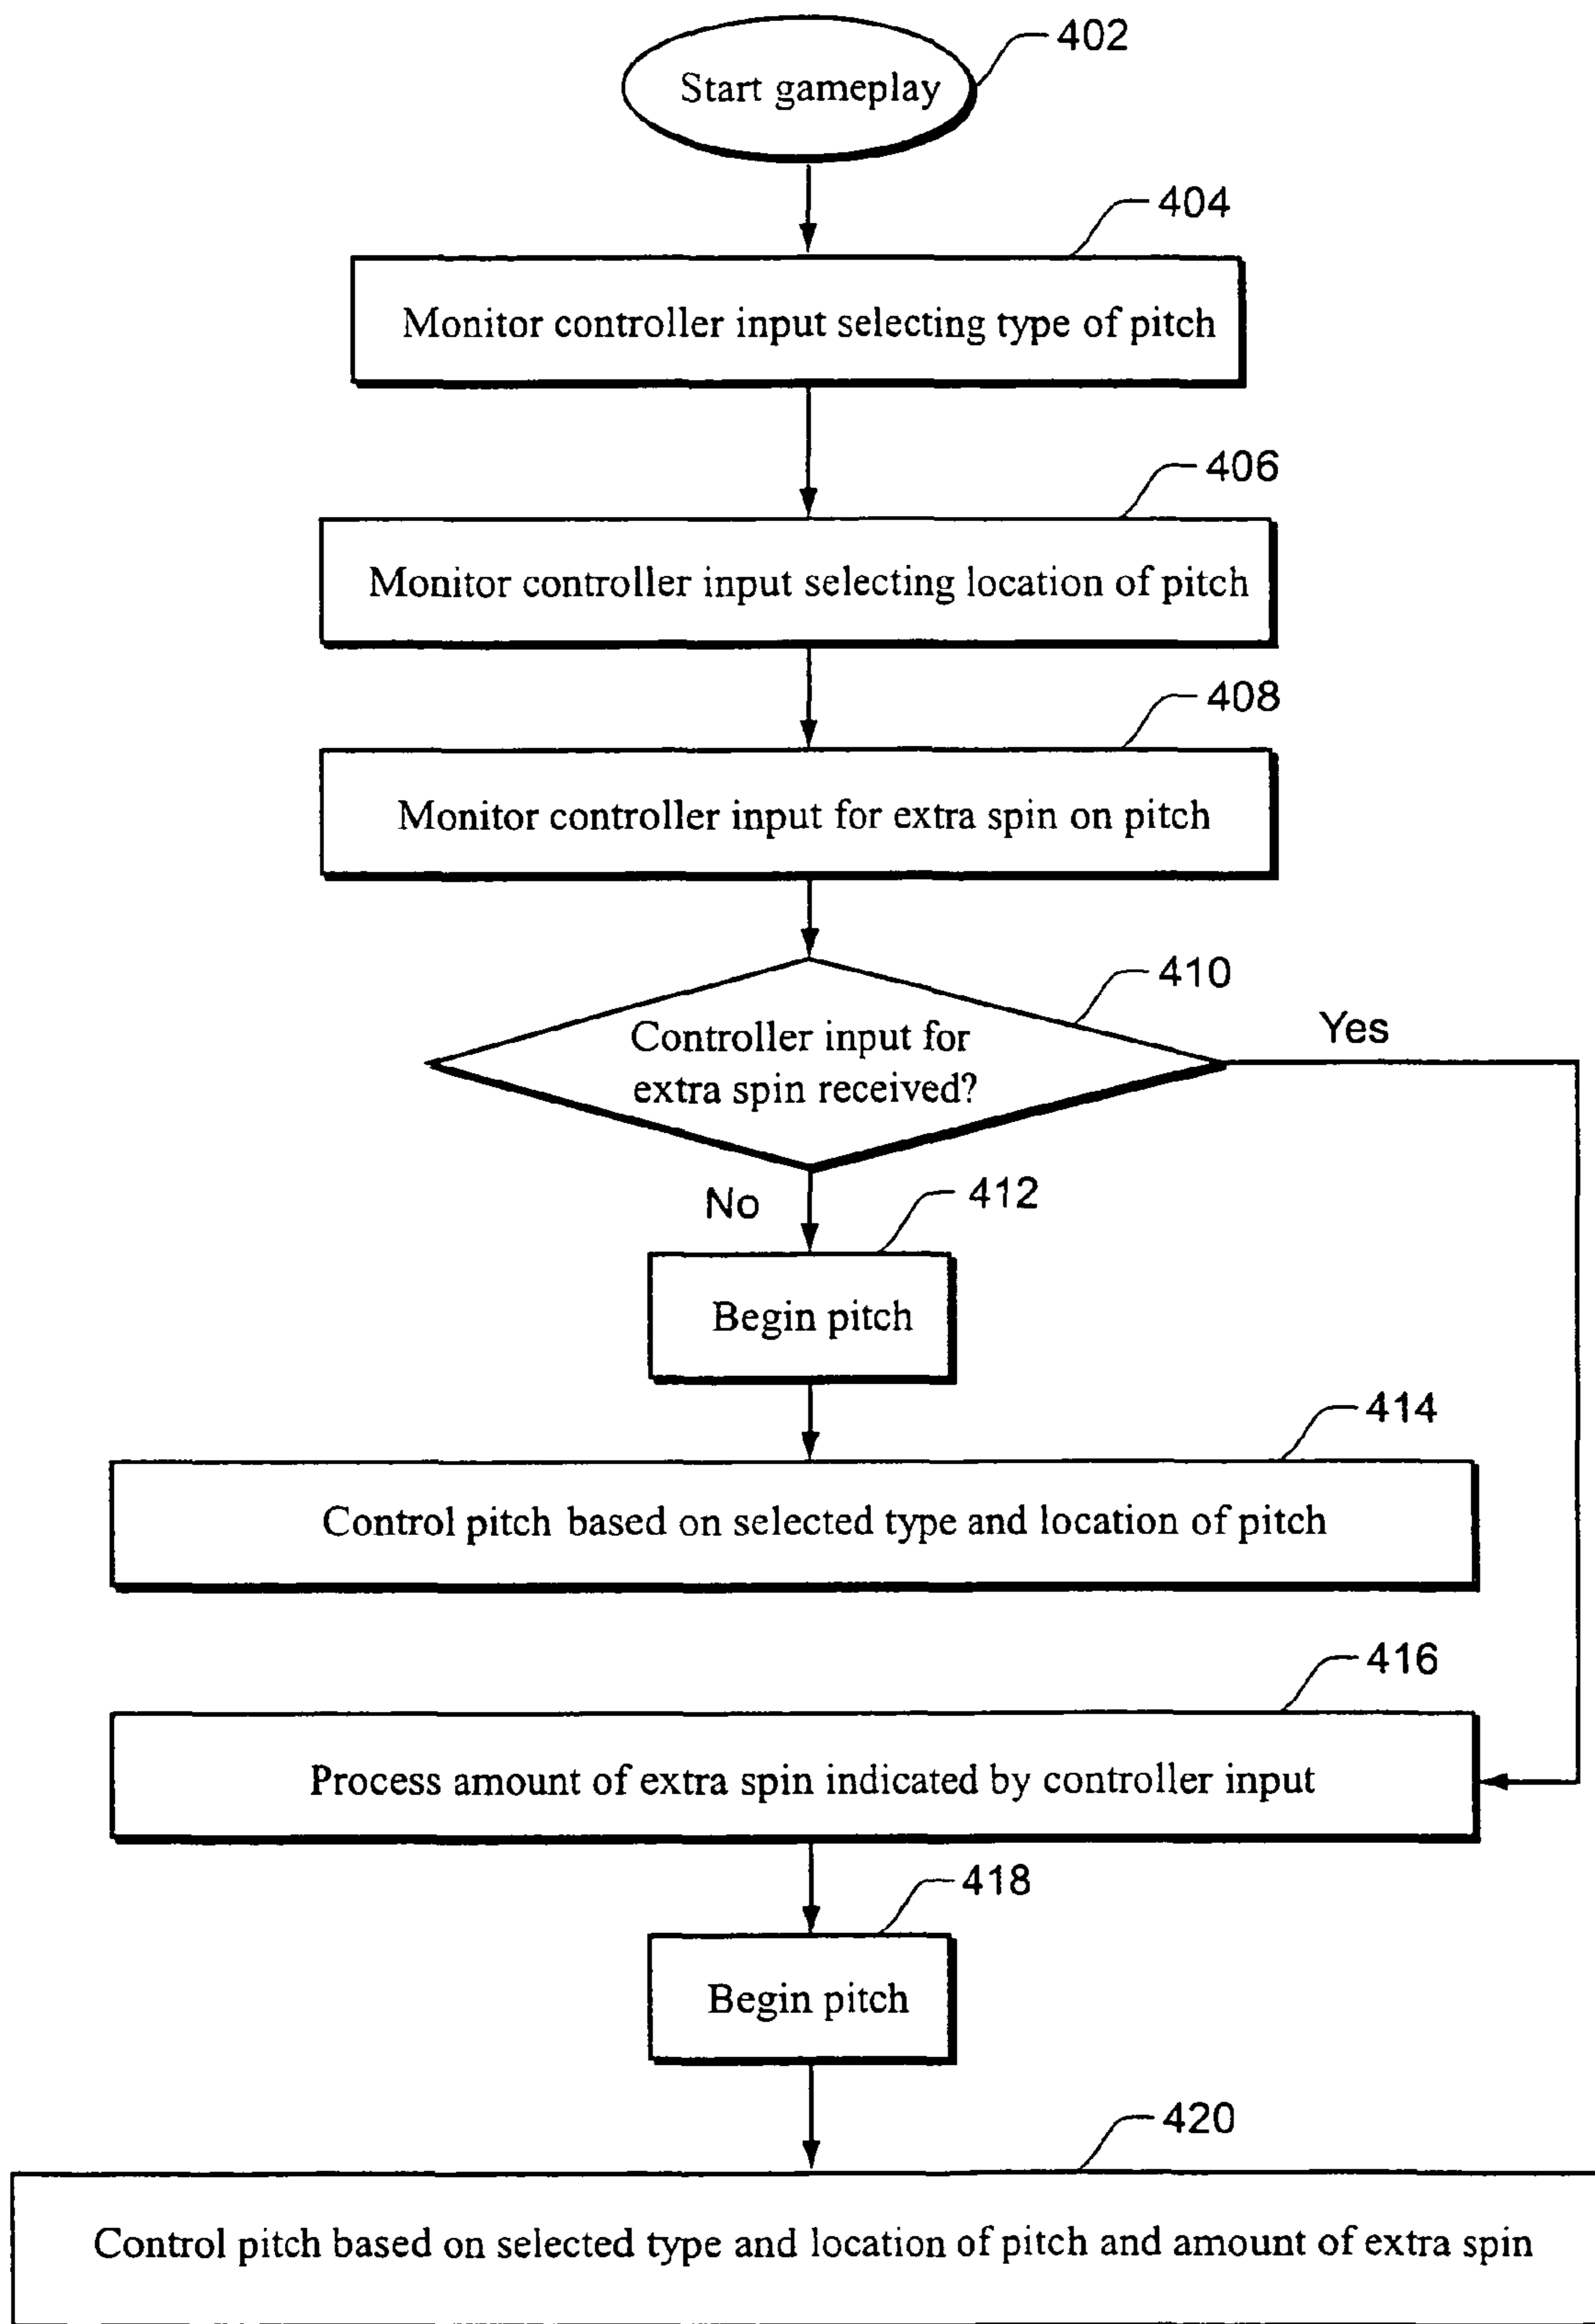 402
Start gameplay
404
Monitor controller input selecting type of pitch
406
Monitor controller input selecting location of pitch
408
Monitor controller input for extra spin on pitch
410
Controller input for
extra spin received?
Yes
No
412
Begin pitch
414
Control pitch based on selected type and location of pitch
416
Process amount of extra spin indicated by controller input
418
Begin pitch
420
Control pitch based on selected type and location of pitch and amount of extra spin